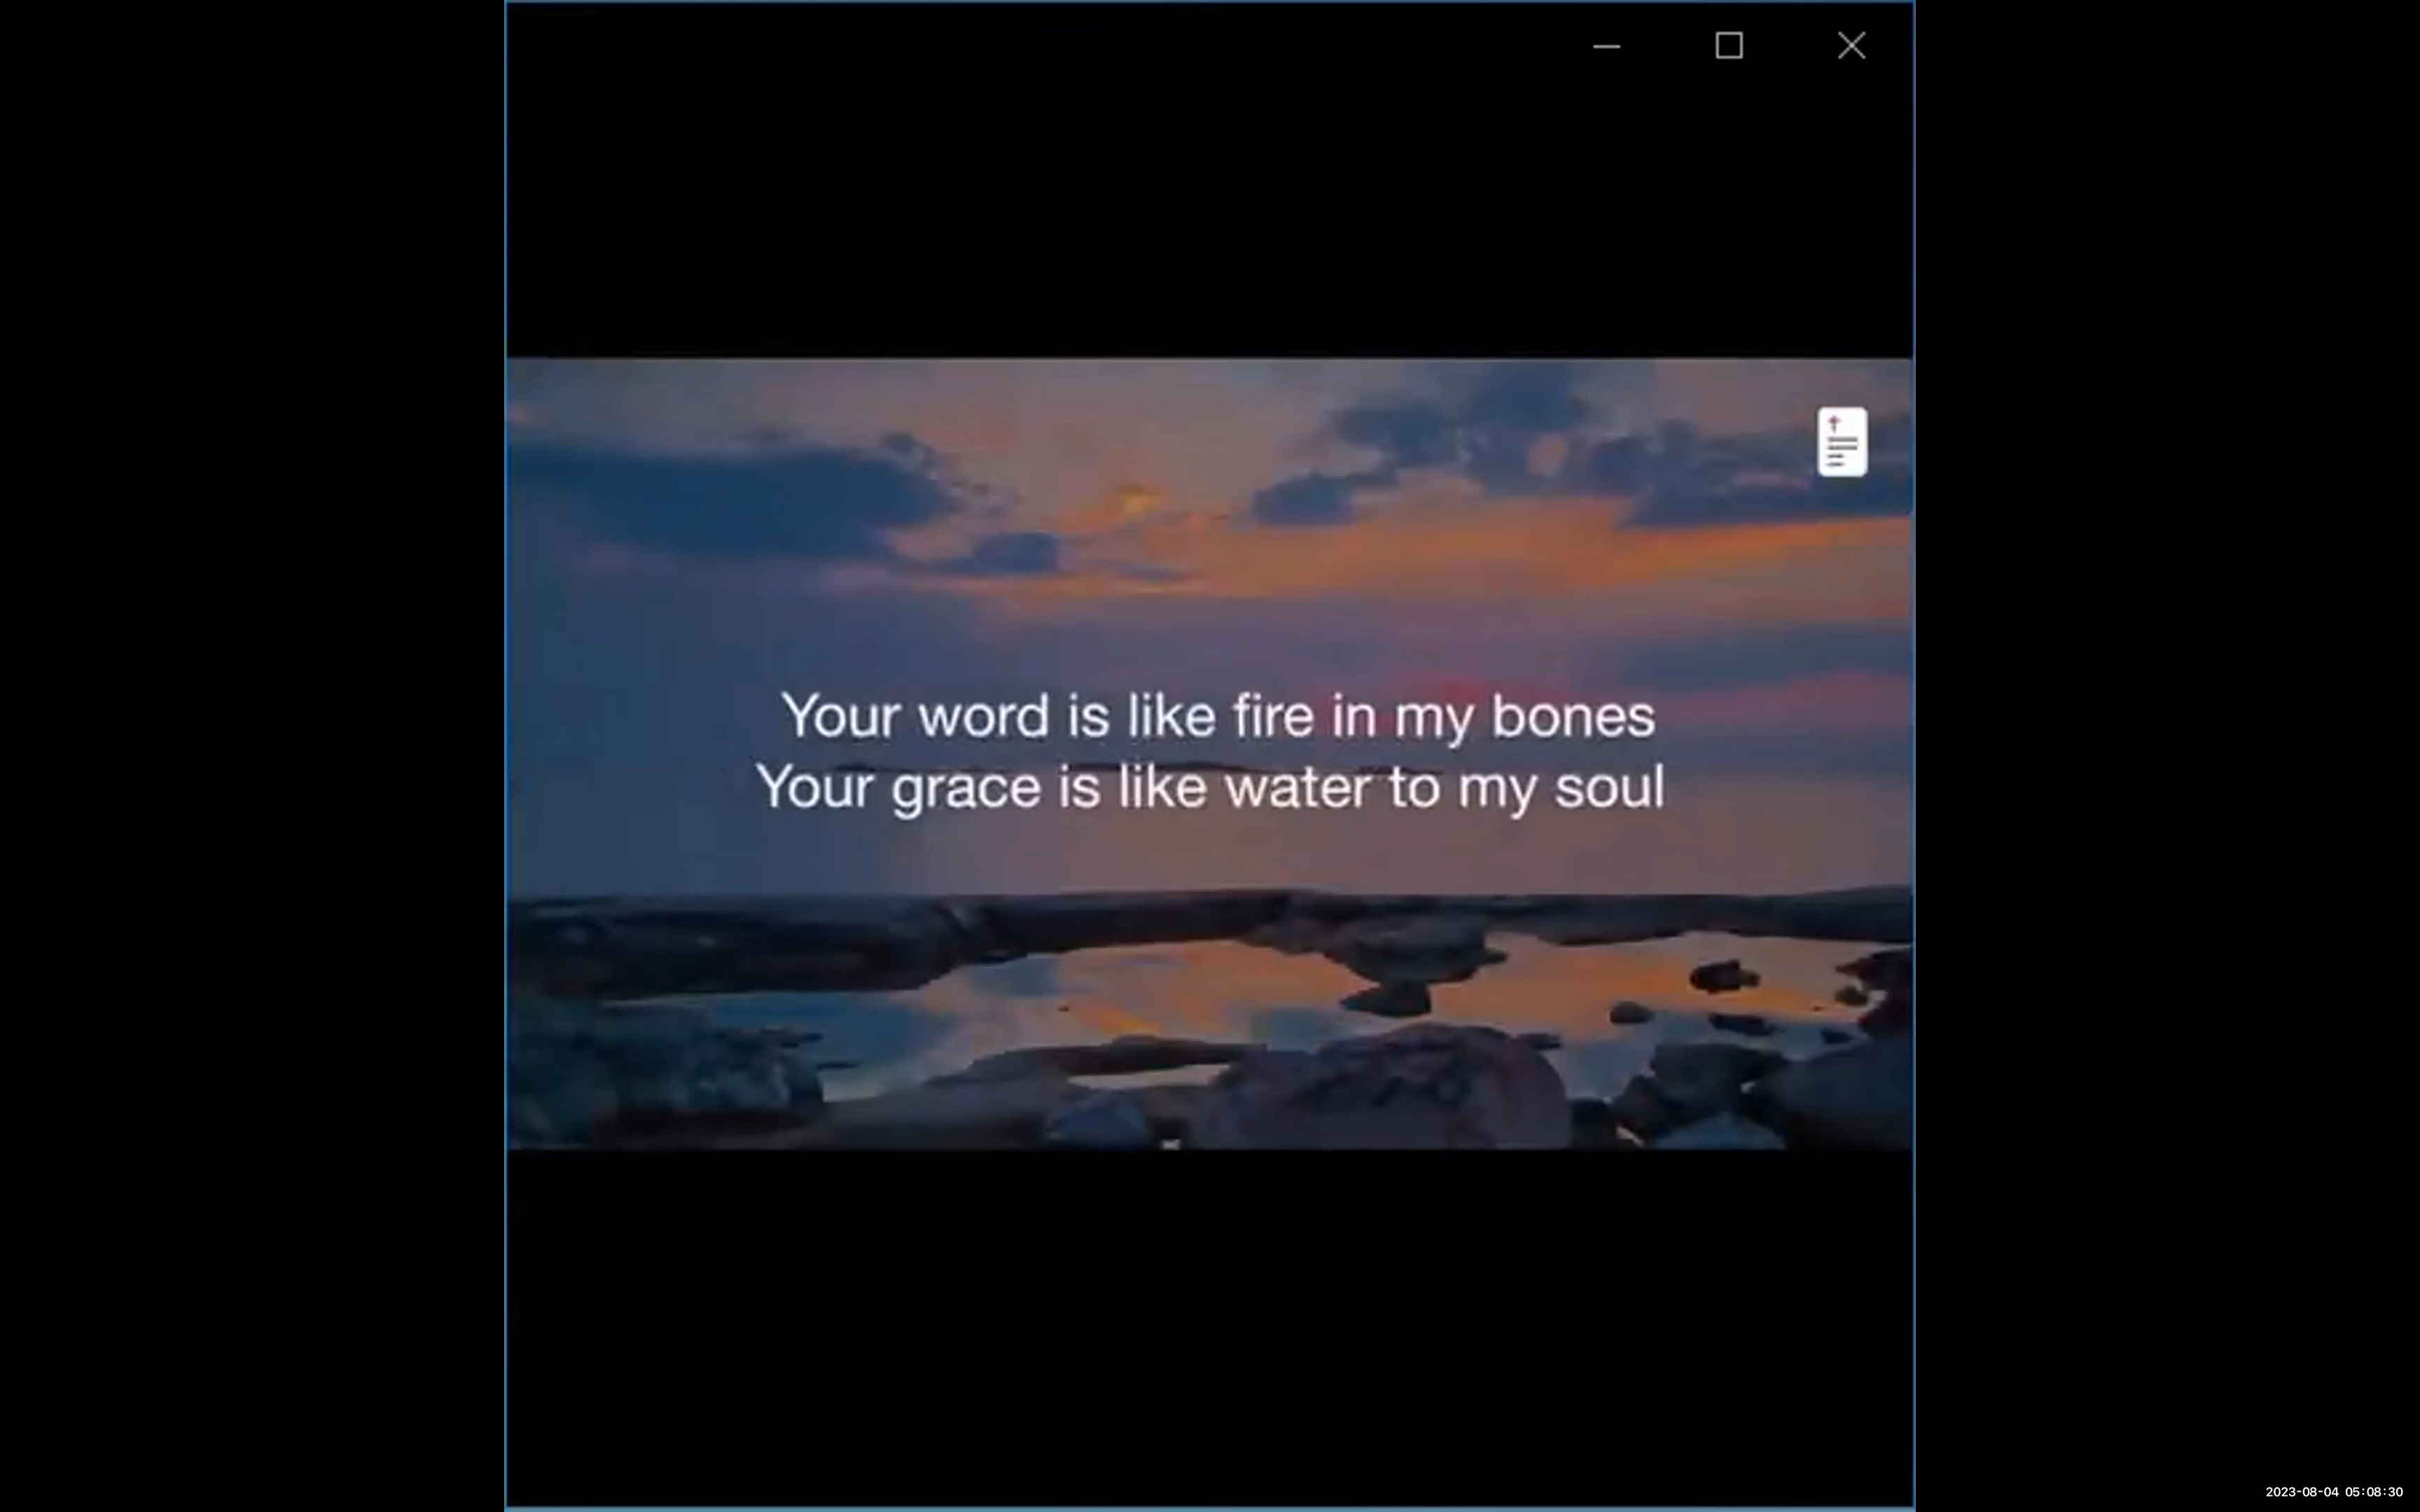 Your word is like fire in my bones
Your grace is like water to my soul
2023-08-04 05:08:30